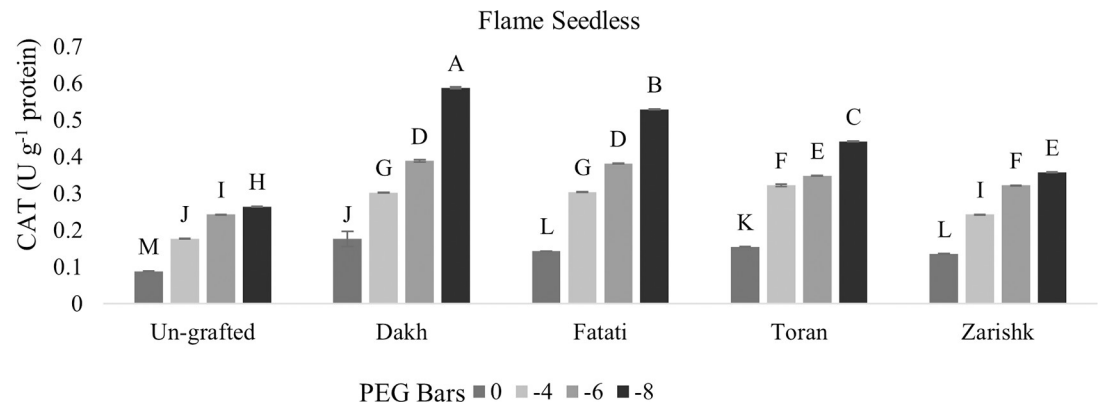 Flame Seedless
CAT (U g⁻¹ protein)
0.7
0.6
0.5
0.4
0.3
0.2
0.1
0
M J I H
J G D A
L G D B
K F E C
L I F E
Un-grafted Dakh Fatati Toran Zarishk
PEG Bars 0 -4 -6 -8